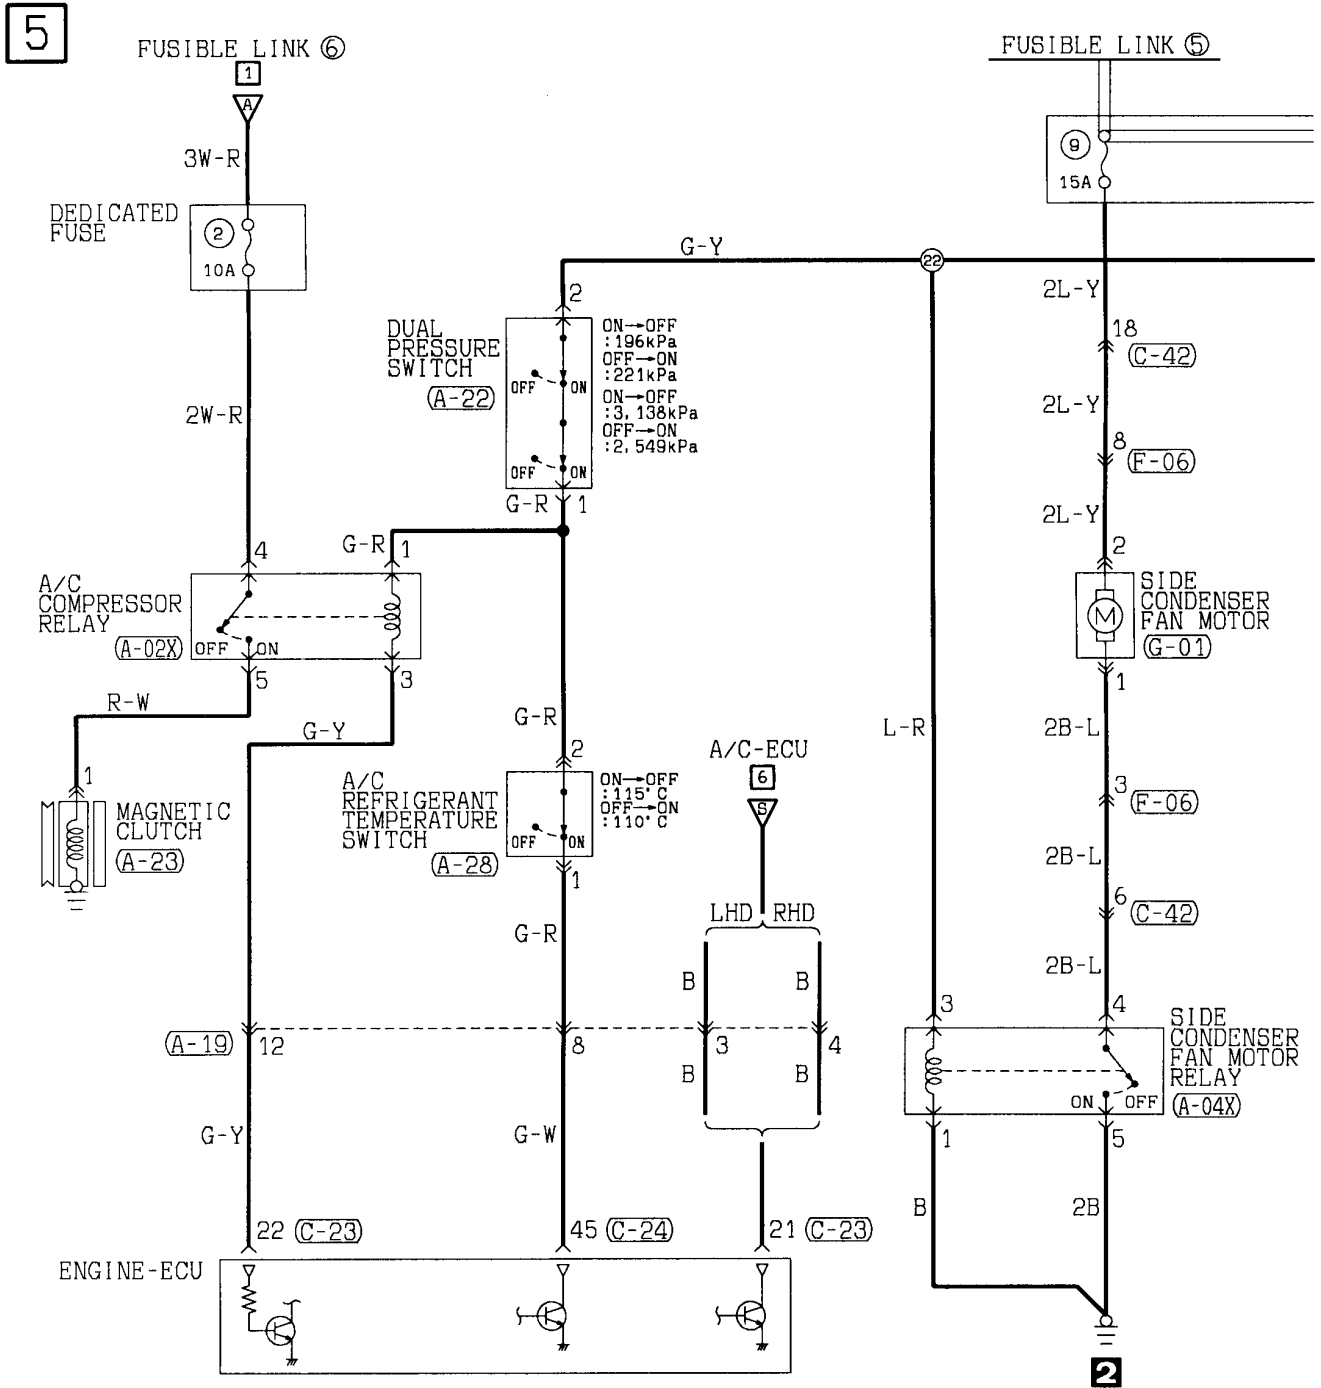 5
FUSIBLE LINK ⑥
1
A
3W-R
DEDICATED
FUSE
②
10A
2W-R
FUSIBLE LINK ⑤
⑨
15A
G-Y
㉒
2
DUAL
PRESSURE
SWITCH
A-22
OFF
ON
OFF
ON
ON→OFF
:196kPa
OFF→ON
:221kPa
ON→OFF
:3,138kPa
OFF→ON
:2,549kPa
G-R
1
2L-Y
18
C-42
2L-Y
8
F-06
2L-Y
2
4
G-R
1
A/C
COMPRESSOR
RELAY
A-02X
OFF
ON
5
3
R-W
G-Y
1
MAGNETIC
CLUTCH
A-23
SIDE
CONDENSER
FAN MOTOR
G-01
M
1
G-R
2
A/C
REFRIGERANT
TEMPERATURE
SWITCH
A-28
OFF
ON
ON→OFF
:115°C
OFF→ON
:110°C
1
G-R
A/C-ECU
6
S
LHD
RHD
B
B
L-R
2B-L
3
F-06
2B-L
6
C-42
2B-L
A-19
12
8
3
4
B
B
3
4
SIDE
CONDENSER
FAN MOTOR
RELAY
A-04X
ON
OFF
1
5
G-Y
G-W
B
2B
22
C-23
45
C-24
21
C-23
ENGINE-ECU
2